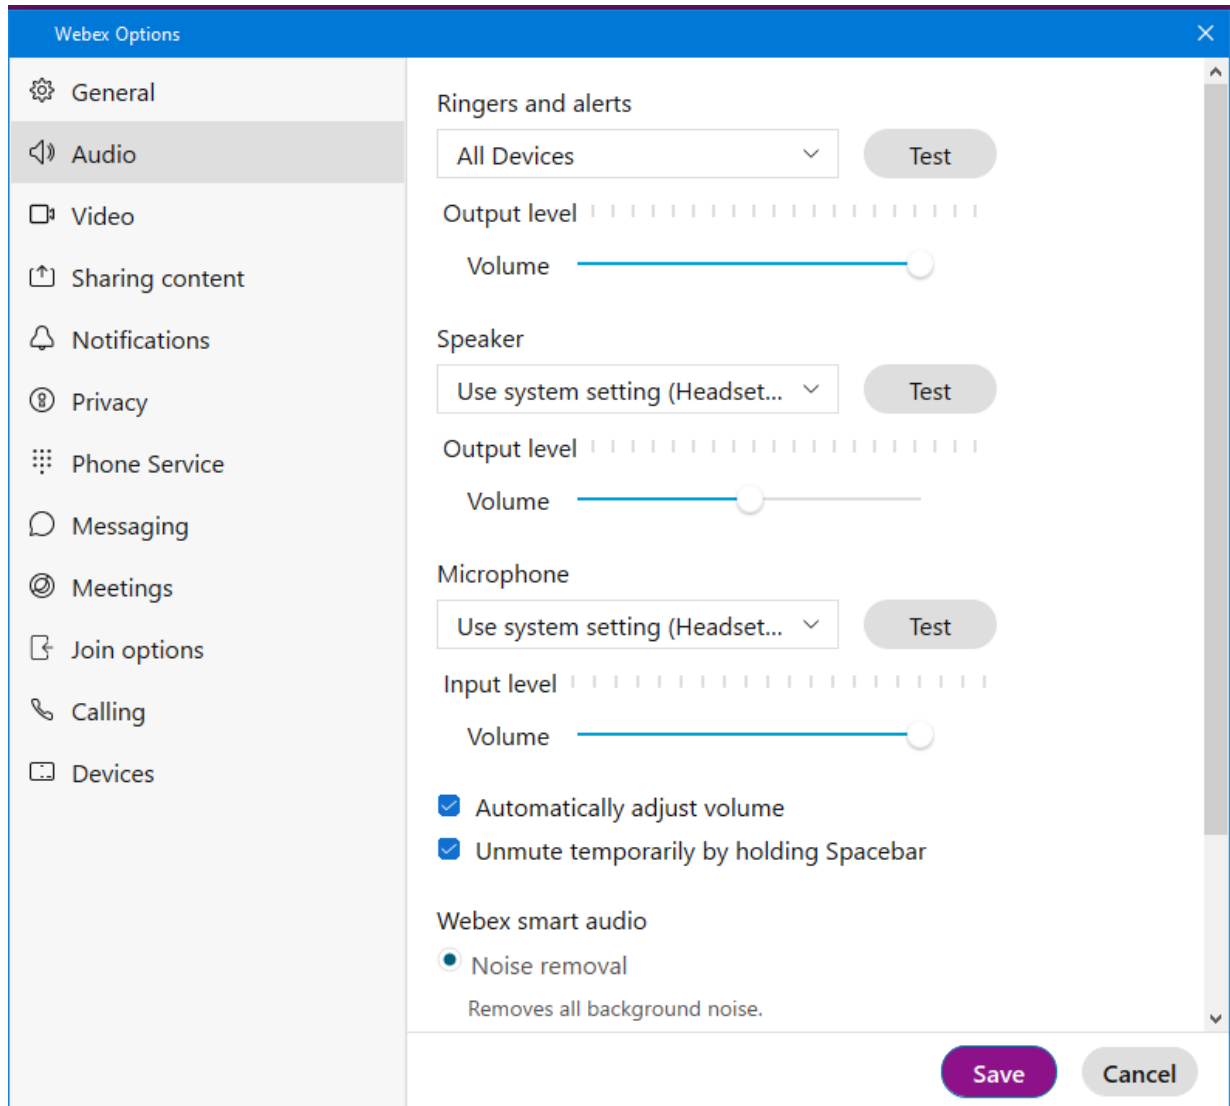 Webex Options
General
Audio
Video
Sharing content
Notifications
Privacy
Phone Service
Messaging
Meetings
Join options
Calling
Devices
Ringers and alerts
All Devices
Test
Output level
Volume
Speaker
Use system setting (Headset...
Test
Output level
Volume
Microphone
Use system setting (Headset...
Test
Input level
Volume
Automatically adjust volume
Unmute temporarily by holding Spacebar
Webex smart audio
Noise removal
Removes all background noise.
Save
Cancel